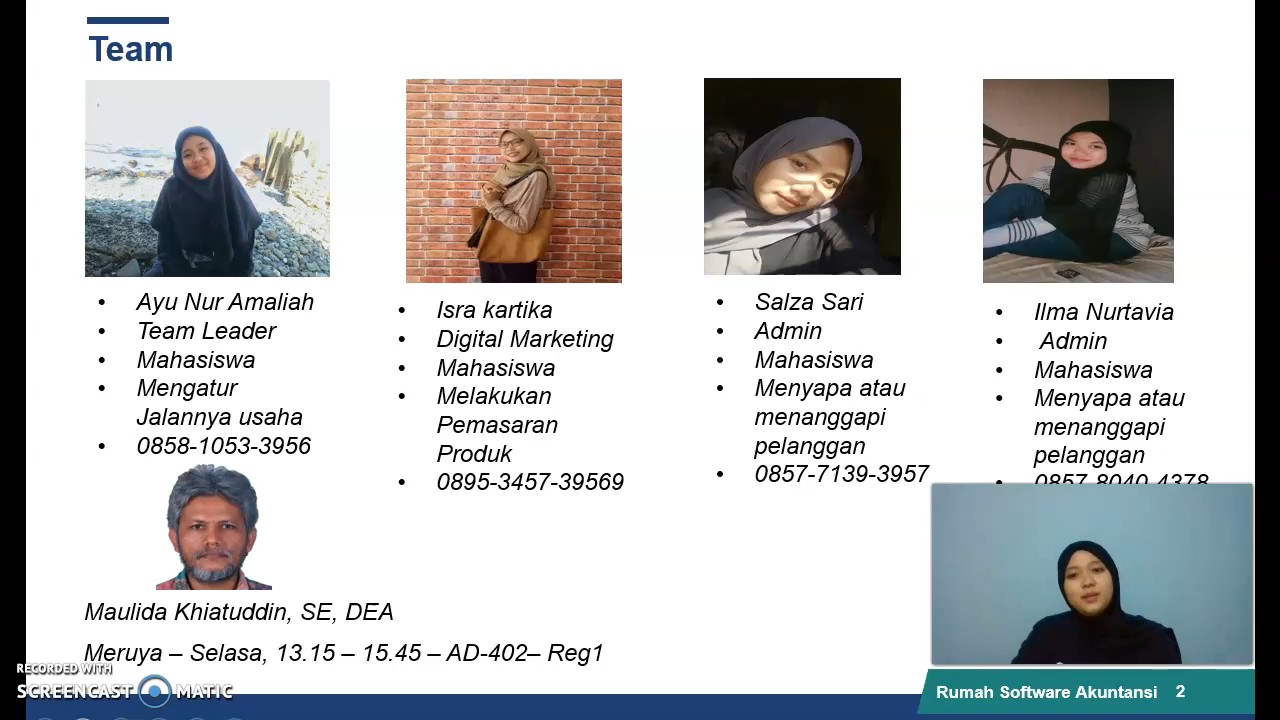 Team
• Ayu Nur Amaliah
• Team Leader
• Mahasiswa
• Mengatur
Jalannya usaha
• 0858-1053-3956
• Isra kartika
• Digital Marketing
• Mahasiswa
• Melakukan
Pemasaran
Produk
• 0895-3457-39569
• Salza Sari
• Admin
• Mahasiswa
• Menyapa atau
menanggapi
pelanggan
• 0857-7139-3957
• Ilma Nurtavia
• Admin
• Mahasiswa
• Menyapa atau
menanggapi
pelanggan
• 0857-8040-4378
Maulida Khiatuddin, SE, DEA
Meruya – Selasa, 13.15 – 15.45 – AD-402– Reg1
RECORDED WITH
SCREENCAST MATIC
Rumah Software Akuntansi 2